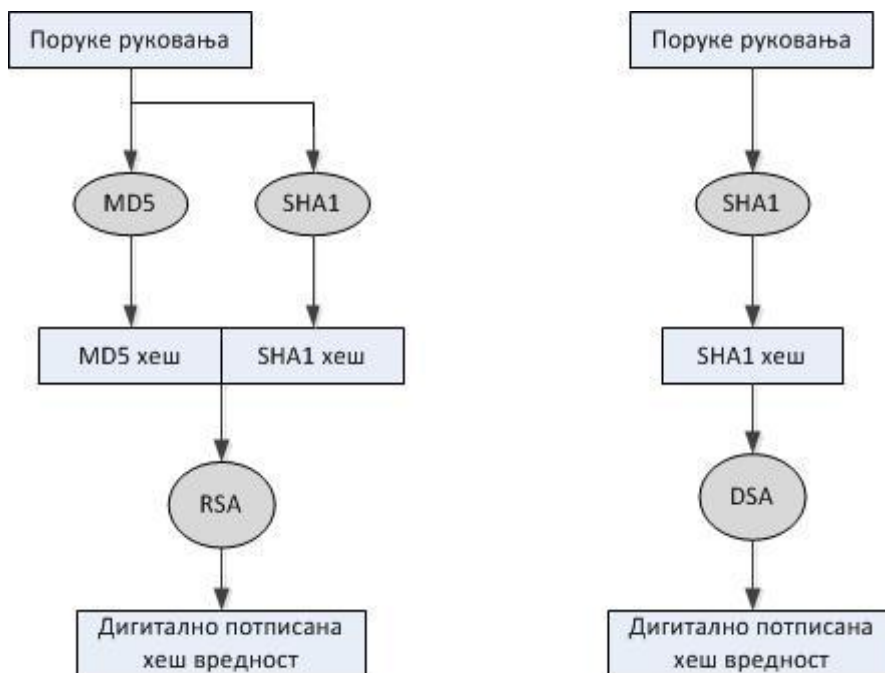 Поруке руковања
MD5
SHA1
MD5 хеш
SHA1 хеш
RSA
Дигитално потписана
хеш вредност
Поруке руковања
SHA1
SHA1 хеш
DSA
Дигитално потписана
хеш вредност